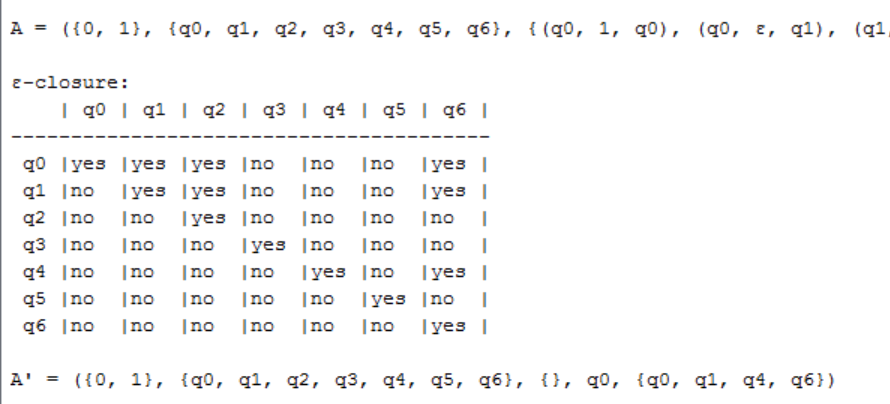 A = ({0, 1}, {q0, q1, q2, q3, q4, q5, q6}, {(q0, 1, q0), (q0, ε, q1), (q1,
ε-closure:
| q0 | q1 | q2 | q3 | q4 | q5 | q6 |
----------------------------------------
q0 |yes |yes |yes |no |no |no |yes |
q1 |no |yes |yes |no |no |no |yes |
q2 |no |no |yes |no |no |no |no |
q3 |no |no |no |yes |no |no |no |
q4 |no |no |no |no |yes |no |yes |
q5 |no |no |no |no |no |yes |no |
q6 |no |no |no |no |no |no |yes |
A' = ({0, 1}, {q0, q1, q2, q3, q4, q5, q6}, {}, q0, {q0, q1, q4, q6})